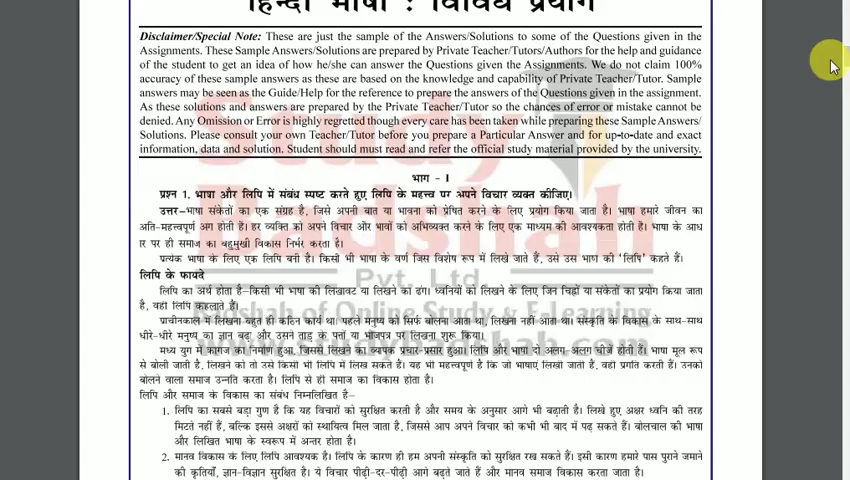 हिन्दी भाषा : विविध प्रयोग
Disclaimer/Special Note: These are just the sample of the Answers/Solutions to some of the Questions given in the
Assignments. These Sample Answers/Solutions are prepared by Private Teacher/Tutors/Authors for the help and guidance
of the student to get an idea of how he/she can answer the Questions given the Assignments. We do not claim 100%
accuracy of these sample answers as these are based on the knowledge and capability of Private Teacher/Tutor. Sample
answers may be seen as the Guide/Help for the reference to prepare the answers of the Questions given in the assignment.
As these solutions and answers are prepared by the Private Teacher/Tutor so the chances of error or mistake cannot be
denied. Any Omission or Error is highly regretted though every care has been taken while preparing these Sample Answers/
Solutions. Please consult your own Teacher/Tutor before you prepare a Particular Answer and for up-to-date and exact
information, data and solution. Student should must read and refer the official study material provided by the university.
भाग - I
प्रश्न 1. भाषा और लिपि में संबंध स्पष्ट करते हुए लिपि के महत्त्व पर अपने विचार व्यक्त कीजिए।
उत्तर–भाषा संकेतों का एक संग्रह है, जिसे अपनी बात या भावना को प्रेषित करने के लिए प्रयोग किया जाता है। भाषा हमारे जीवन का
अति-महत्त्वपूर्ण अंग होती है। हर व्यक्ति को अपने विचार और भावों को अभिव्यक्त करने के लिए एक माध्यम की आवश्यकता होती है। भाषा के आध
ार पर ही समाज का बहुमुखी विकास निर्भर करता है।
प्रत्येक भाषा के लिए एक लिपि बनी है। किसी भी भाषा के वर्ण जिस विशेष रूप में लिखे जाते हैं, उसे उस भाषा की ‘लिपि’ कहते हैं।
लिपि के फायदे
लिपि का अर्थ होता है–किसी भी भाषा की लिखावट या लिखने का ढंग। ध्वनियों को लिखने के लिए, जिन चिह्नों या संकेतों का प्रयोग किया जाता
है, वही लिपि कहलाते हैं।
प्राचीनकाल में लिखना बहुत ही कठिन कार्य था। पहले मनुष्य को सिर्फ बोलना आता था, लिखना नहीं आता था। संस्कृति के विकास के साथ-साथ
धीरे-धीरे मनुष्य का ज्ञान बढ़ा और उसने ताड़ के पत्तों या भोजपत्र पर लिखना शुरू किया।
मध्य युग में कागज का निर्माण हुआ, जिससे लिखने का व्यापक प्रचार-प्रसार हुआ। लिपि और भाषा दो अलग-अलग चीजें होती हैं। भाषा मूल रूप
से बोली जाती है, लिखने को तो उसे किसी भी लिपि में लिख सकते हैं। यह भी महत्त्वपूर्ण है कि जो भाषाएं लिखी जाती हैं, वही प्रगति करती हैं। उनको
बोलने वाला समाज उन्नति करता है। लिपि से ही समाज का विकास होता है।
लिपि और समाज के विकास का संबंध निम्नलिखित है–
1. लिपि का सबसे बड़ा गुण है कि यह विचारों को सुरक्षित करती है और समय के अनुसार आगे भी बढ़ाती है। लिखे हुए अक्षर ध्वनि की तरह
मिटते नहीं हैं, बल्कि इससे अक्षरों को स्थायित्व मिल जाता है, जिससे आप अपने विचार को कभी भी बाद में पढ़ सकते हैं। बोलचाल की भाषा
और लिखित भाषा के स्वरूप में अन्तर होता है।
2. मानव विकास के लिए लिपि आवश्यक है। लिपि के कारण ही हम अपनी संस्कृति को सुरक्षित रख सकते हैं। इसी कारण हमारे पास पुराने जमाने
की कृतियाँ, ज्ञान-विज्ञान सुरक्षित है। ये विचार पीढ़ी-दर-पीढ़ी आगे बढ़ते जाते हैं और मानव समाज विकास करता जाता है।
Study
Badshah
Pvt. Ltd.
Badshah of Online Study & E-Learning
www.studybadshah.com